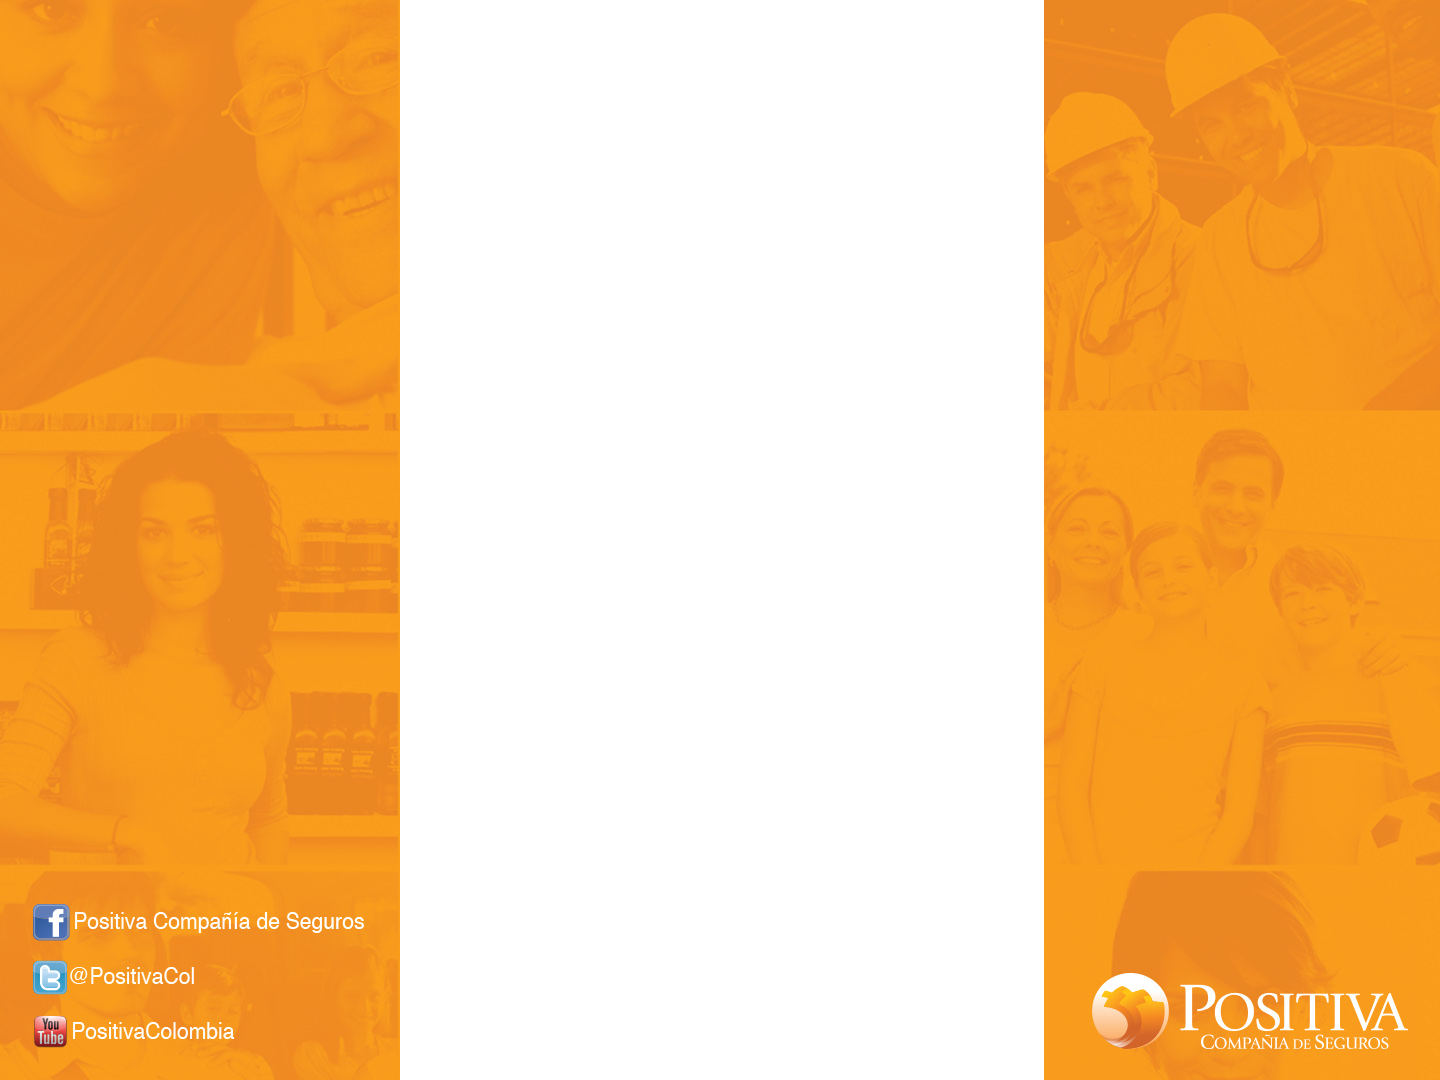 Positiva Compañía de Seguros
@PositivaCol
You
Tube
PositivaColombia
POSITIVA
COMPAÑIA DE SEGUROS